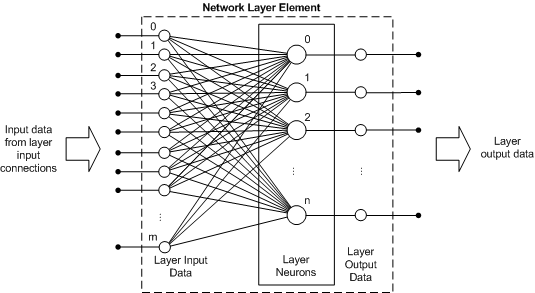 Network Layer Element
0
1
2
3
m
0
1
2
n
...
...
...
Input data
from layer
input
connections
Layer
output data
Layer Input
Data
Layer
Neurons
Layer
Output
Data